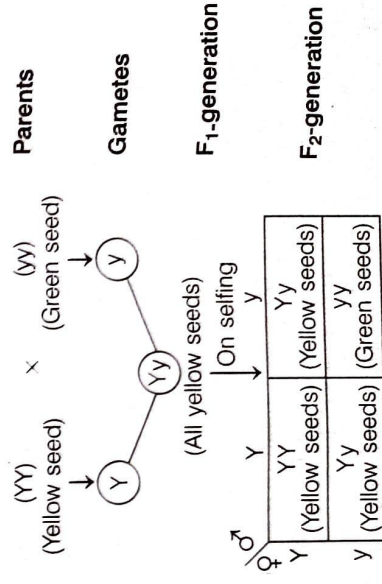 (YY) × (yy) Parents
(Yellow seed) (Green seed)
Y y Gametes
Yy F₁-generation
(All yellow seeds)
On selfing
♂ Y y F₂-generation
♀
Y YY Yy
(Yellow seeds) (Yellow seeds)
y Yy yy
(Yellow seeds) (Green seeds)